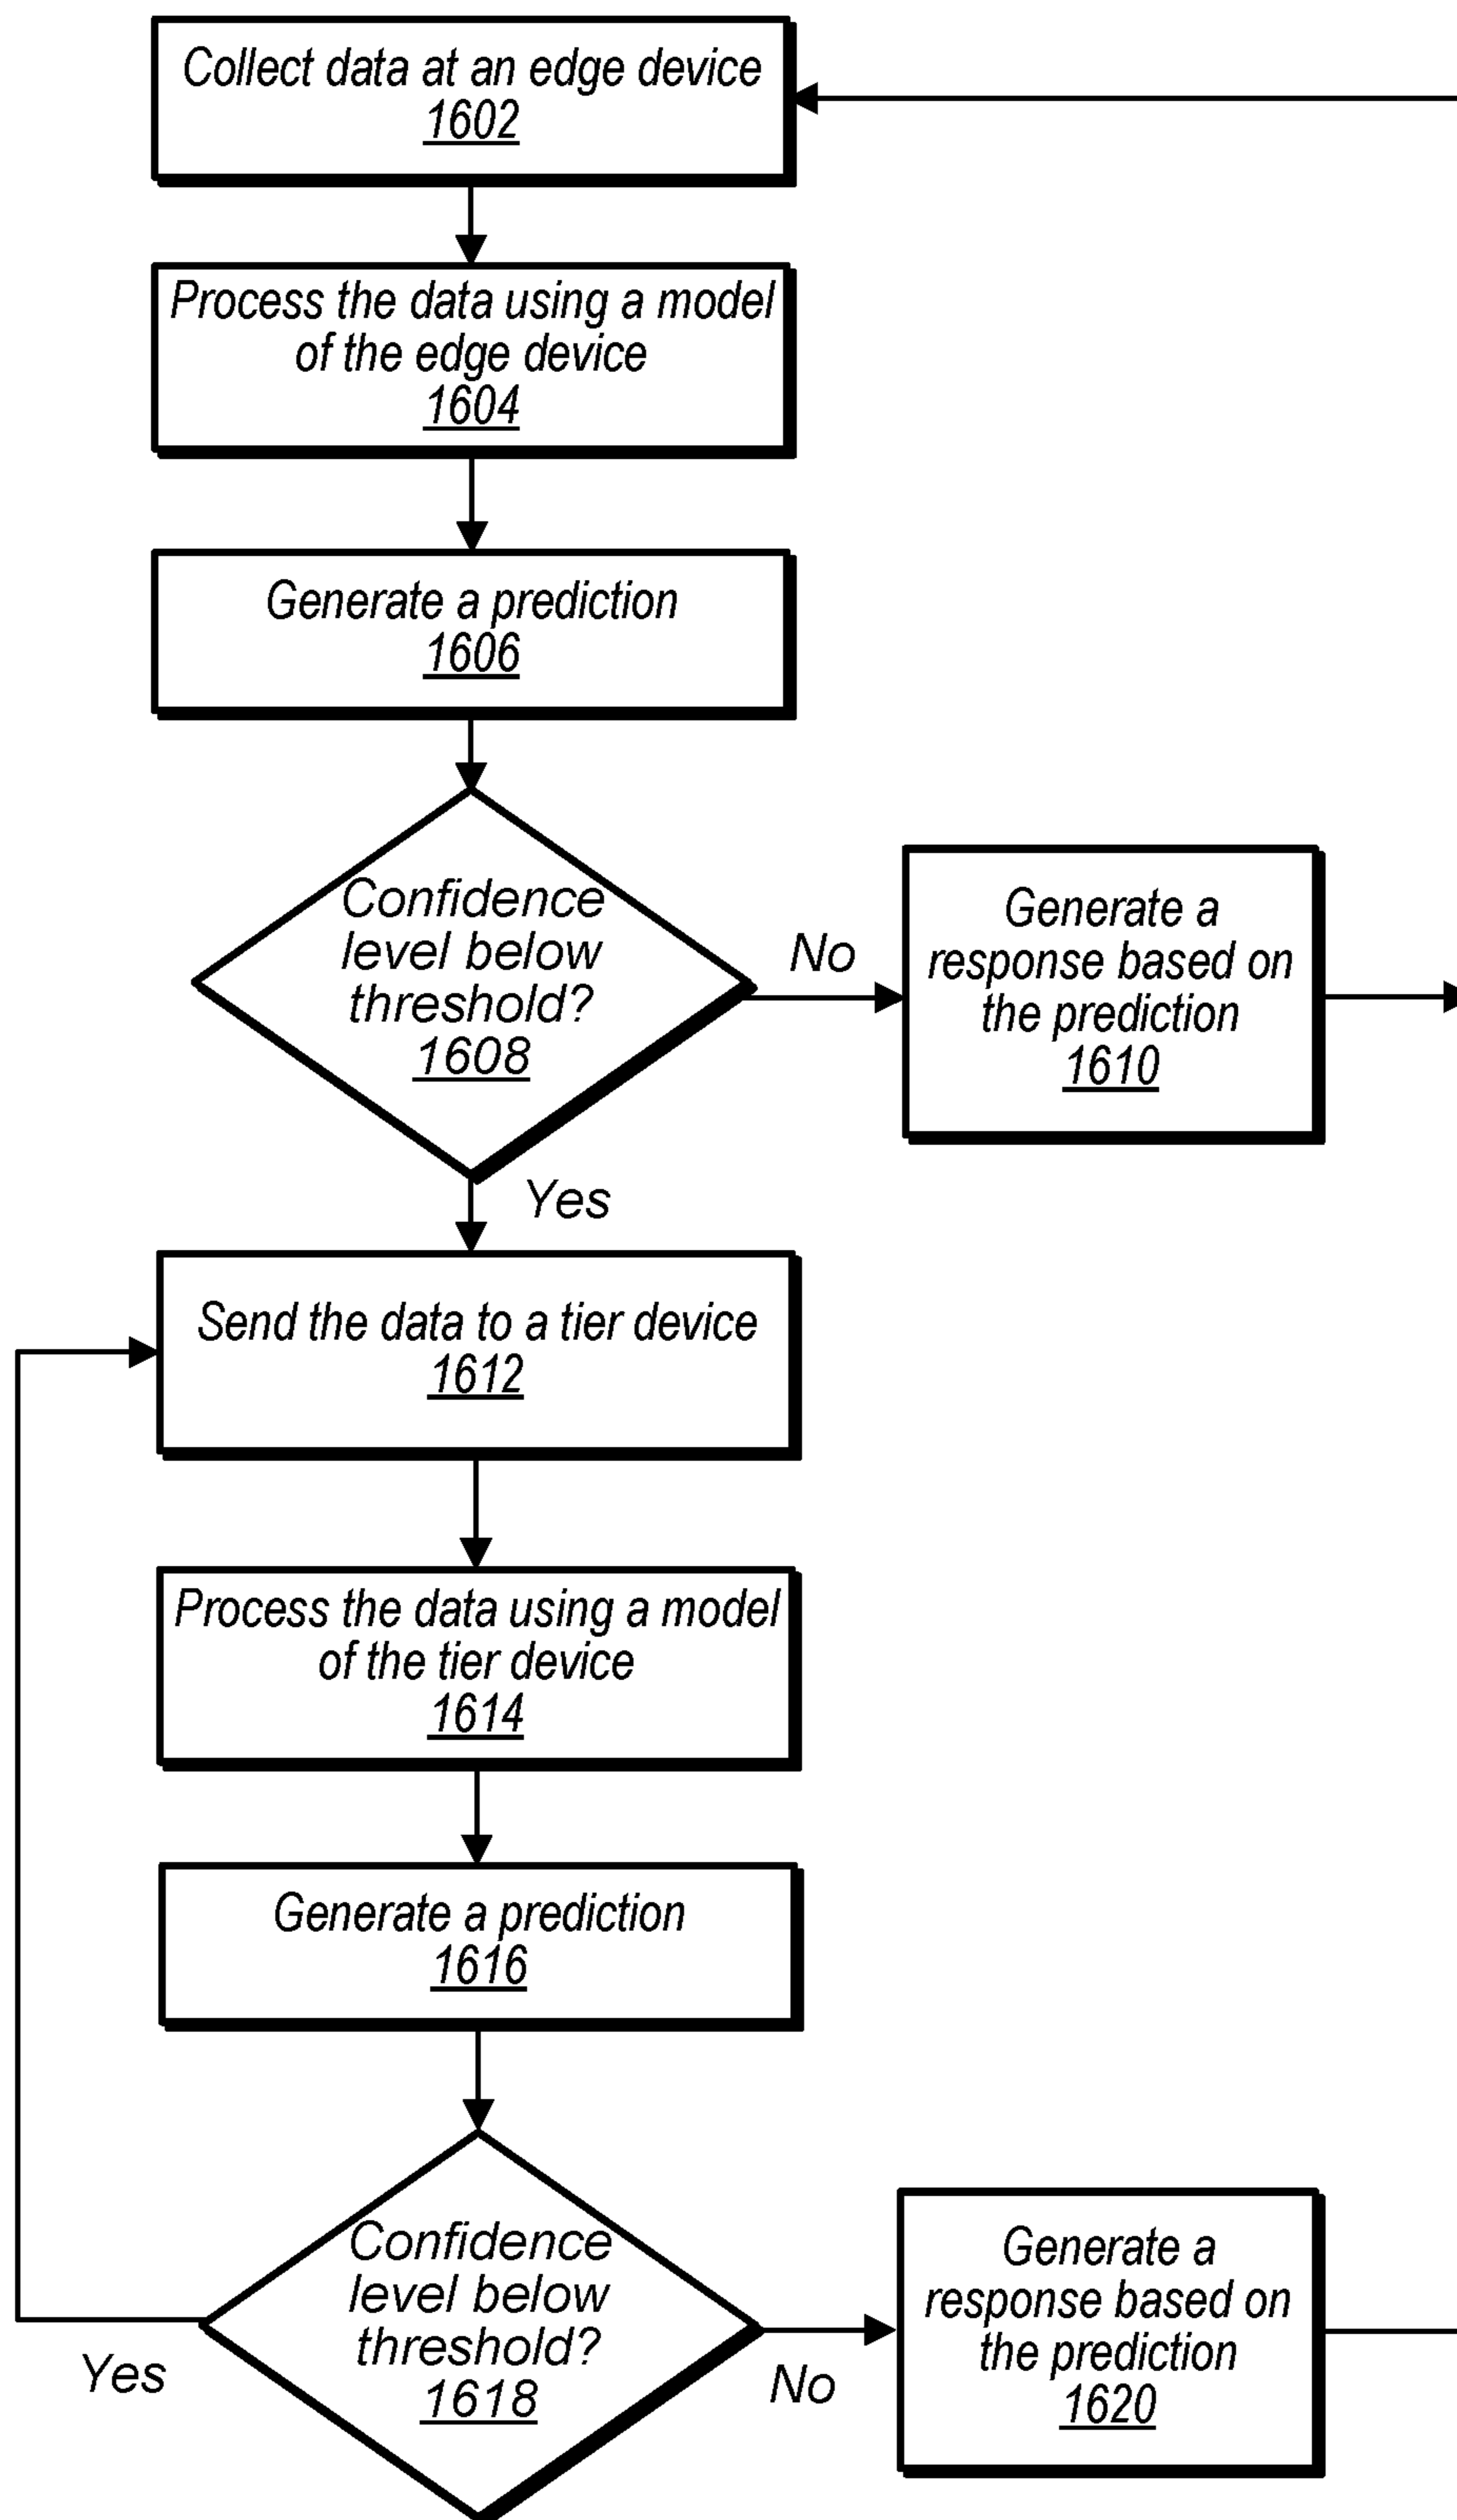 Collect data at an edge device
1602
Process the data using a model
of the edge device
1604
Generate a prediction
1606
Confidence
level below
threshold?
1608
No
Generate a
response based on
the prediction
1610
Yes
Send the data to a tier device
1612
Process the data using a model
of the tier device
1614
Generate a prediction
1616
Confidence
level below
threshold?
1618
Yes
No
Generate a
response based on
the prediction
1620